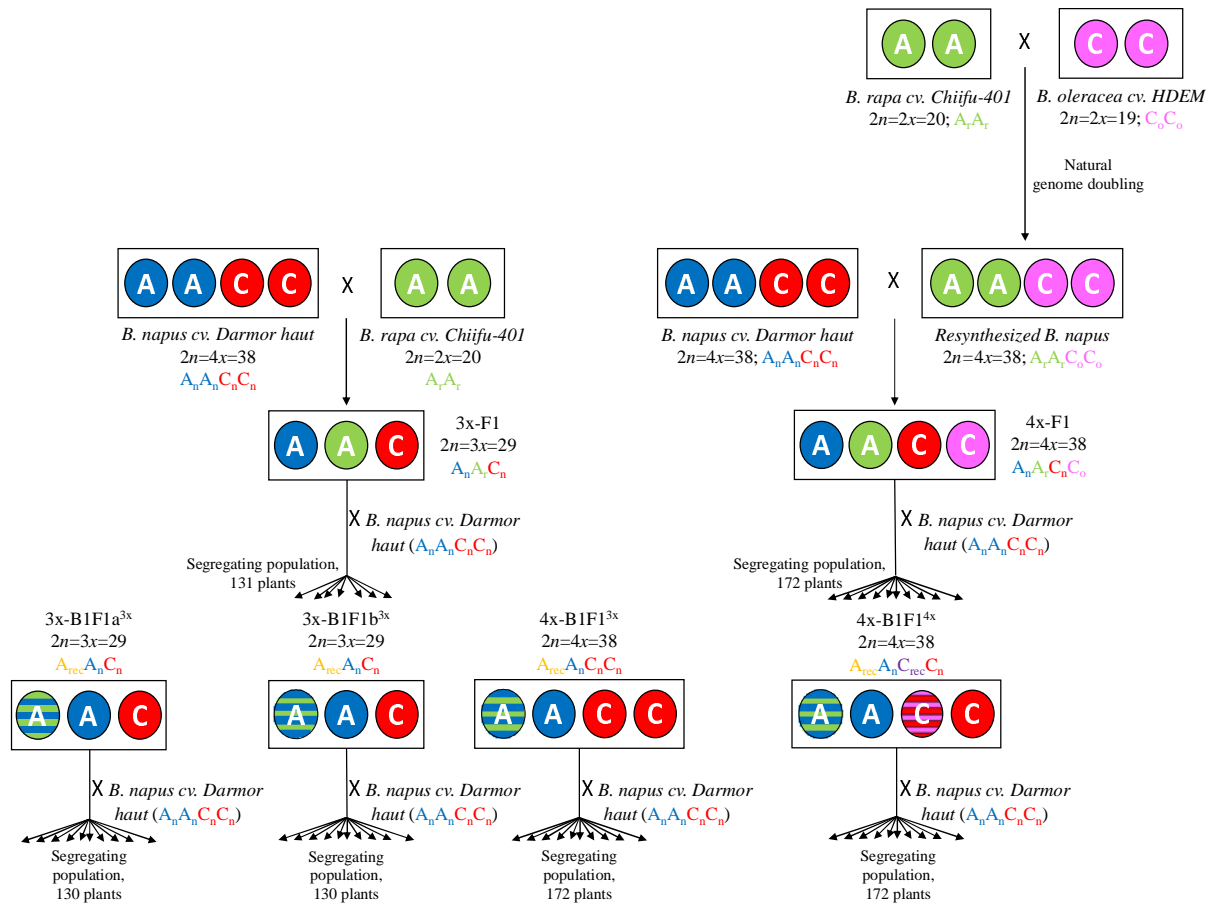 A A X C C
B. rapa cv. Chiifu-401
2n=2x=20; AᵣAᵣ
B. oleracea cv. HDEM
2n=2x=19; CₒCₒ
Natural
genome doubling
A A C C X A A
B. napus cv. Darmor haut
2n=4x=38
AₙAₙCₙCₙ
B. rapa cv. Chiifu-401
2n=2x=20
AᵣAᵣ
A A C C X A A C C
B. napus cv. Darmor haut
2n=4x=38; AₙAₙCₙCₙ
Resynthesized B. napus
2n=4x=38; AᵣAᵣCₒCₒ
A A C
3x-F1
2n=3x=29
AₙAᵣCₙ
A A C C
4x-F1
2n=4x=38
AₙAᵣCₙCₒ
X B. napus cv. Darmor
haut (AₙAₙCₙCₙ)
Segregating population,
131 plants
X B. napus cv. Darmor
haut (AₙAₙCₙCₙ)
Segregating population,
172 plants
3x-B1F1a³ˣ
2n=3x=29
A_recAₙCₙ
A A C
X B. napus cv. Darmor
haut (AₙAₙCₙCₙ)
Segregating
population,
130 plants
3x-B1F1b³ˣ
2n=3x=29
A_recAₙCₙ
A A C
X B. napus cv. Darmor
haut (AₙAₙCₙCₙ)
Segregating
population,
130 plants
4x-B1F1³ˣ
2n=4x=38
A_recAₙCₙCₙ
A A C C
X B. napus cv. Darmor
haut (AₙAₙCₙCₙ)
Segregating
population,
172 plants
4x-B1F1⁴ˣ
2n=4x=38
A_recAₙC_recCₙ
A A C C
X B. napus cv. Darmor
haut (AₙAₙCₙCₙ)
Segregating
population,
172 plants